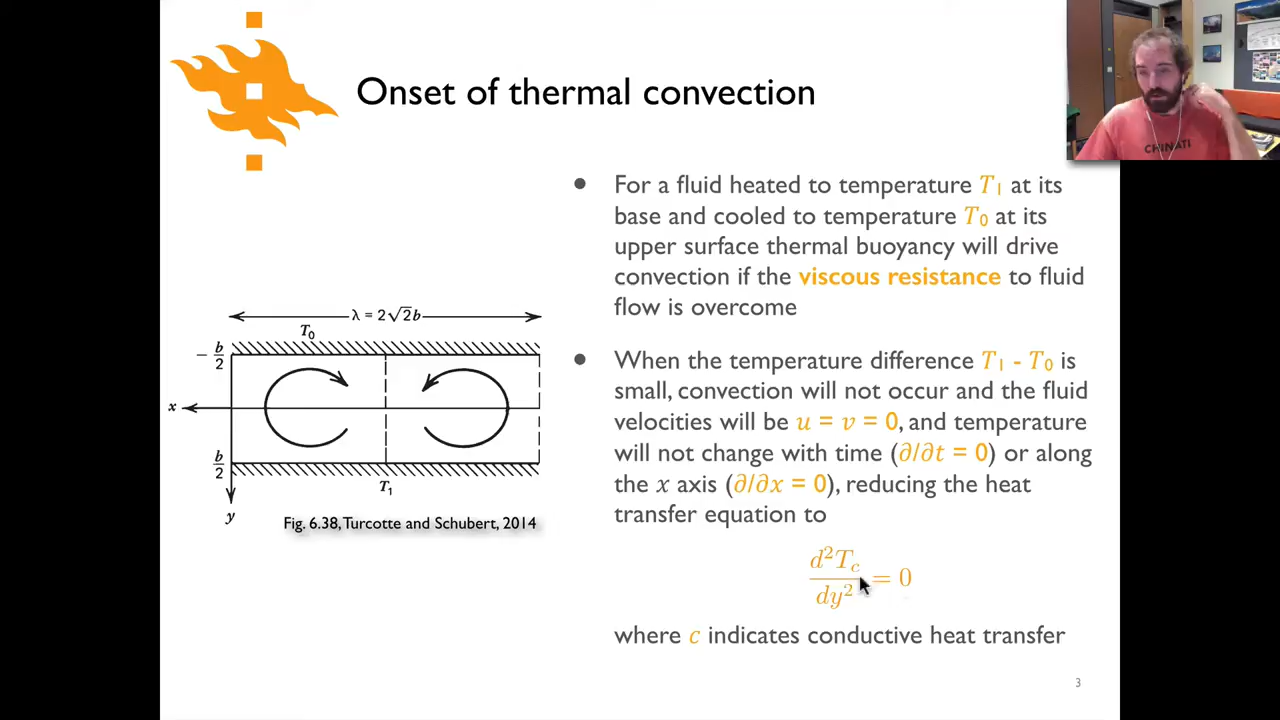 Onset of thermal convection
CHINATI
• For a fluid heated to temperature T₁ at its
base and cooled to temperature T₀ at its
upper surface thermal buoyancy will drive
convection if the viscous resistance to fluid
flow is overcome
• When the temperature difference T₁ - T₀ is
small, convection will not occur and the fluid
velocities will be u = v = 0, and temperature
will not change with time (∂/∂t = 0) or along
the x axis (∂/∂x = 0), reducing the heat
transfer equation to
d²T_c/dy² = 0
where c indicates conductive heat transfer
λ = 2√2b
T₀
- b/2
x
b/2
T₁
y
Fig. 6.38, Turcotte and Schubert, 2014
3